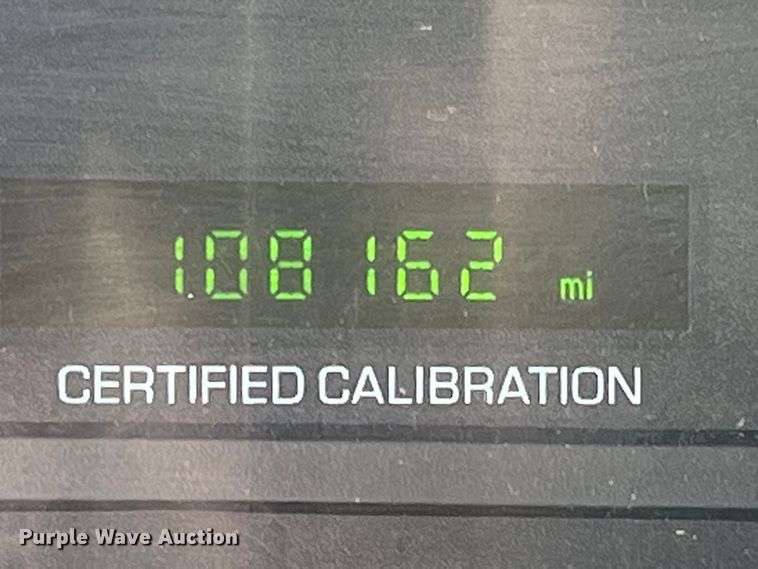 108162 mi
CERTIFIED CALIBRATION
Purple Wave Auction